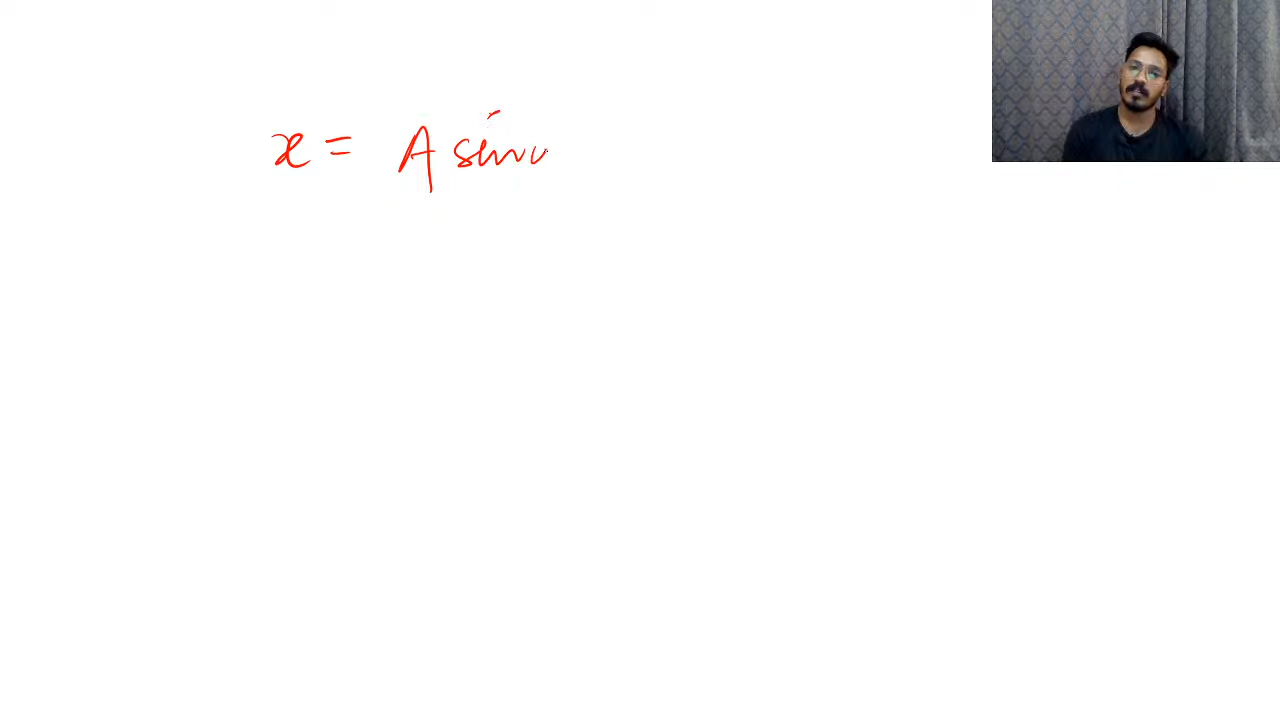 x = A sin